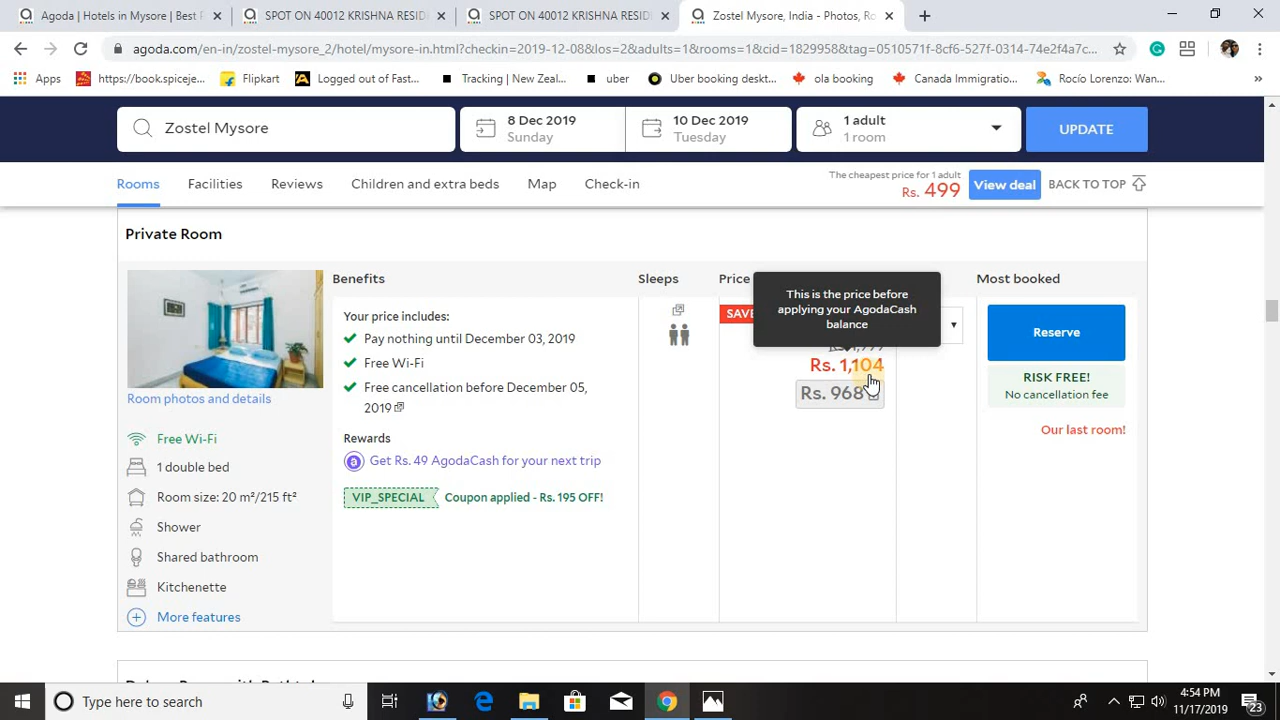 Agoda | Hotels in Mysore | Best P
SPOT ON 40012 KRISHNA RESID
SPOT ON 40012 KRISHNA RESID
Zostel Mysore, India - Photos, Ro
agoda.com/en-in/zostel-mysore_2/hotel/mysore-in.html?checkin=2019-12-08&los=2&adults=1&rooms=1&cid=1829958&tag=0510571f-8cf6-527f-0314-74e2f4a7c...
Apps
https://book.spiceje...
Flipkart
Logged out of Fast...
Tracking | New Zeal...
uber
Uber booking deskt...
ola booking
Canada Immigratio...
Rocío Lorenzo: Wan...
Zostel Mysore
8 Dec 2019
Sunday
10 Dec 2019
Tuesday
1 adult
1 room
UPDATE
Rooms
Facilities
Reviews
Children and extra beds
Map
Check-in
The cheapest price for 1 adult
Rs. 499
View deal
BACK TO TOP
Private Room
Benefits
Sleeps
Price
Most booked
This is the price before
applying your AgodaCash
balance
SAVE
Rs. 1,104
Rs. 968
Reserve
RISK FREE!
No cancellation fee
Our last room!
Your price includes:
Pay nothing until December 03, 2019
Free Wi-Fi
Free cancellation before December 05,
2019
Rewards
Get Rs. 49 AgodaCash for your next trip
VIP_SPECIAL
Coupon applied - Rs. 195 OFF!
Room photos and details
Free Wi-Fi
1 double bed
Room size: 20 m²/215 ft²
Shower
Shared bathroom
Kitchenette
More features
Type here to search
4:54 PM
11/17/2019
23